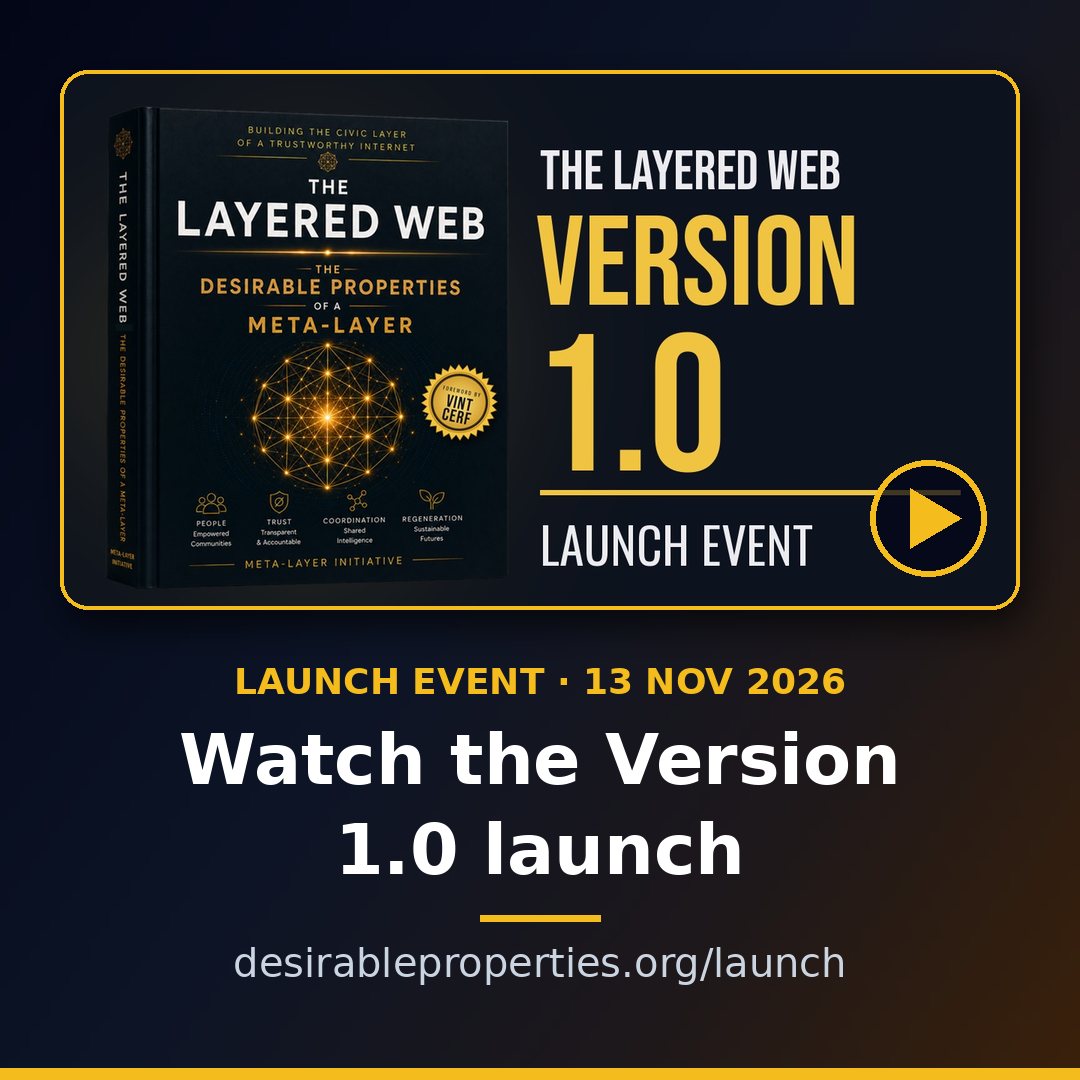 BUILDING THE CIVIC LAYER
OF A TRUSTWORTHY INTERNET
THE
LAYERED WEB
THE
DESIRABLE PROPERTIES
OF A
META-LAYER
FOREWORD BY
VINT
CERF
PEOPLE
Empowered
Communities
TRUST
Transparent
& Accountable
COORDINATION
Shared
Intelligence
REGENERATION
Sustainable
Futures
META-LAYER INITIATIVE
THE LAYERED WEB THE DESIRABLE PROPERTIES OF A META-LAYER
META-LAYER
INITIATIVE
THE LAYERED WEB
VERSION
1.0
LAUNCH EVENT
LAUNCH EVENT · 13 NOV 2026
Watch the Version
1.0 launch
desirableproperties.org/launch